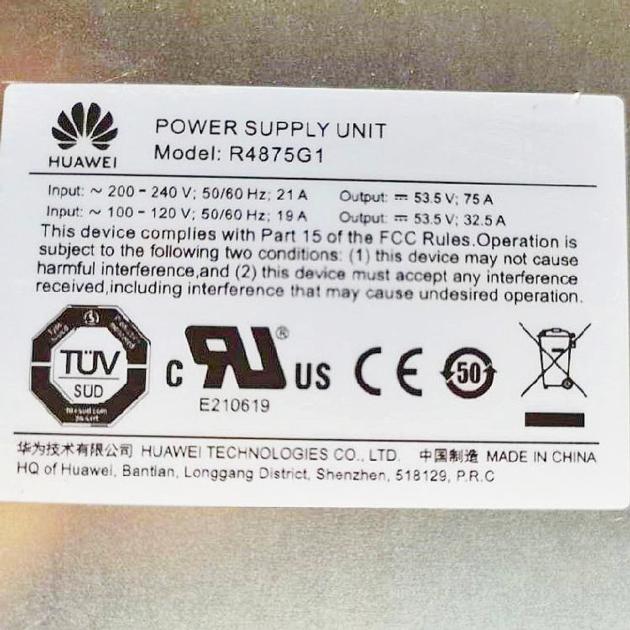 POWER SUPPLY UNIT
HUAWEI Model: R4875G1
Input: ~ 200 - 240 V; 50/60 Hz; 21 A Output: ⎓ 53.5 V; 75 A
Input: ~ 100 - 120 V; 50/60 Hz; 19 A Output: ⎓ 53.5 V; 32.5 A
This device complies with Part 15 of the FCC Rules.Operation is
subject to the following two conditions: (1) this device may not cause
harmful interference,and (2) this device must accept any interference
received,including interference that may cause undesired operation.
TÜV
SÜD
c RU ® US
E210619
CE
50
华为技术有限公司 HUAWEI TECHNOLOGIES CO., LTD. 中国制造 MADE IN CHINA
HQ of Huawei, Bantian, Longgang District, Shenzhen, 518129, P.R.C